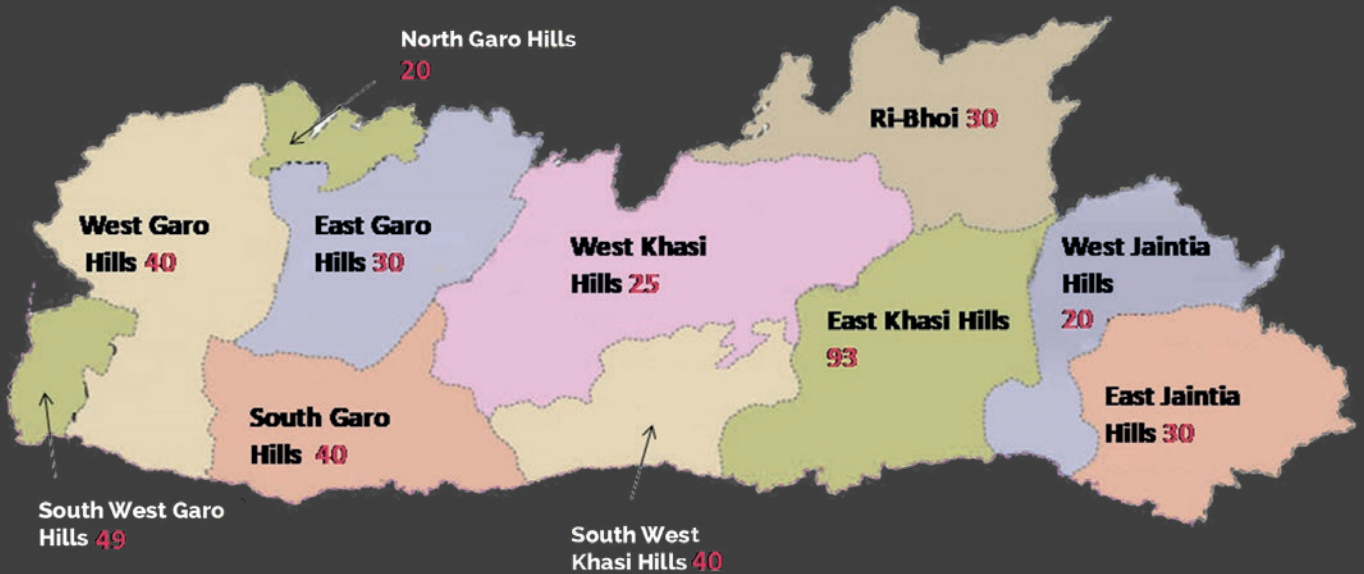 North Garo Hills
20
Ri-Bhoi 30
West Garo
Hills 40
East Garo
Hills 30
West Khasi
Hills 25
West Jaintia
Hills
20
East Khasi Hills
93
South Garo
Hills 40
East Jaintia
Hills 30
South West Garo
Hills 49
South West
Khasi Hills 40